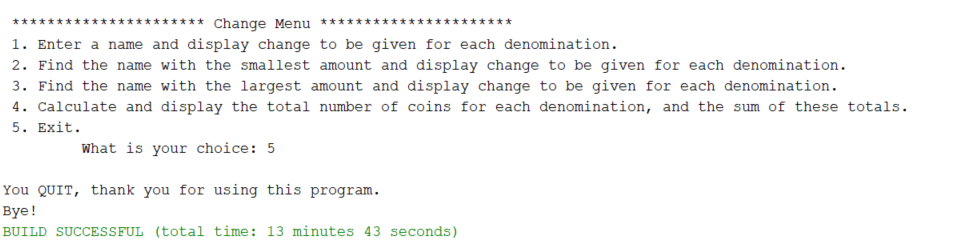 ********************** Change Menu **********************
1. Enter a name and display change to be given for each denomination.
2. Find the name with the smallest amount and display change to be given for each denomination.
3. Find the name with the largest amount and display change to be given for each denomination.
4. Calculate and display the total number of coins for each denomination, and the sum of these totals.
5. Exit.
What is your choice: 5
You QUIT, thank you for using this program.
Bye!
BUILD SUCCESSFUL (total time: 13 minutes 43 seconds)